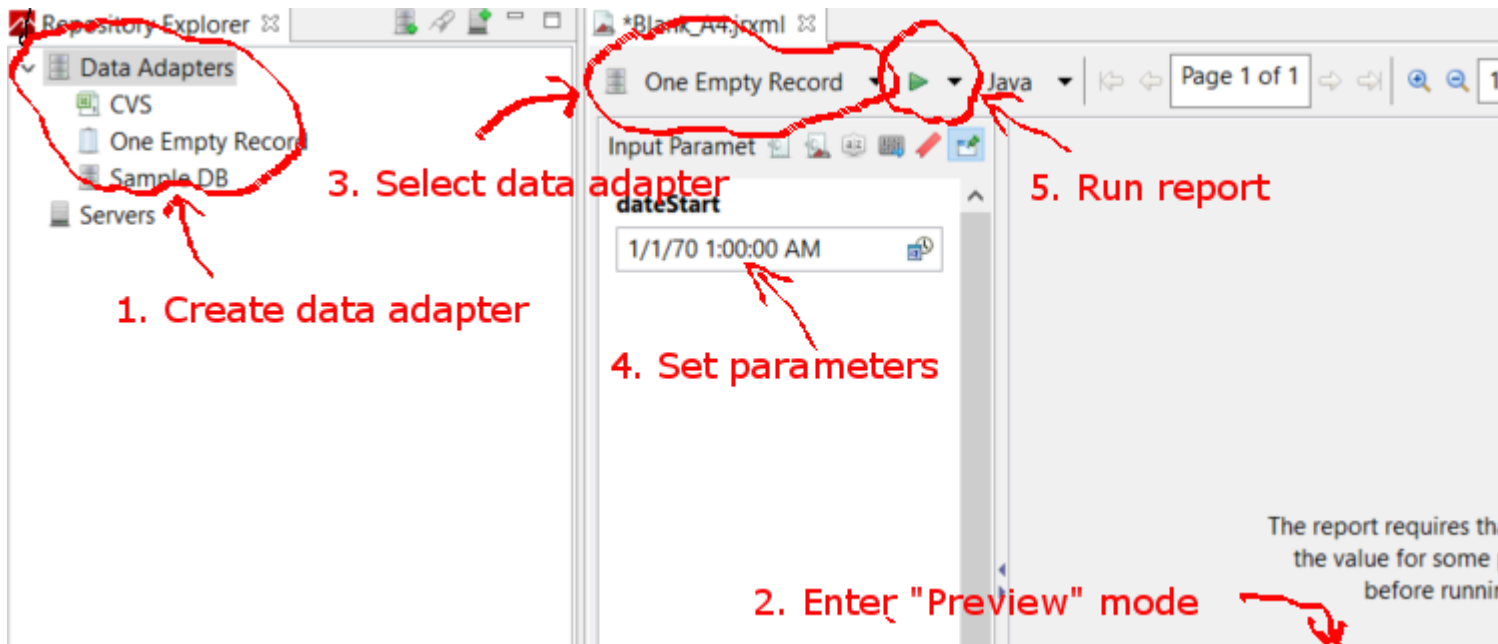 Repository Explorer
*Blank_A4.jrxml
Data Adapters
One Empty Record
Java
Page 1 of 1
1
CVS
One Empty Record
Input Paramet
Sample DB
3. Select data adapter
5. Run report
dateStart
Servers
1/1/70 1:00:00 AM
1. Create data adapter
4. Set parameters
The report requires
the value for some
before
2. Enter "Preview" mode